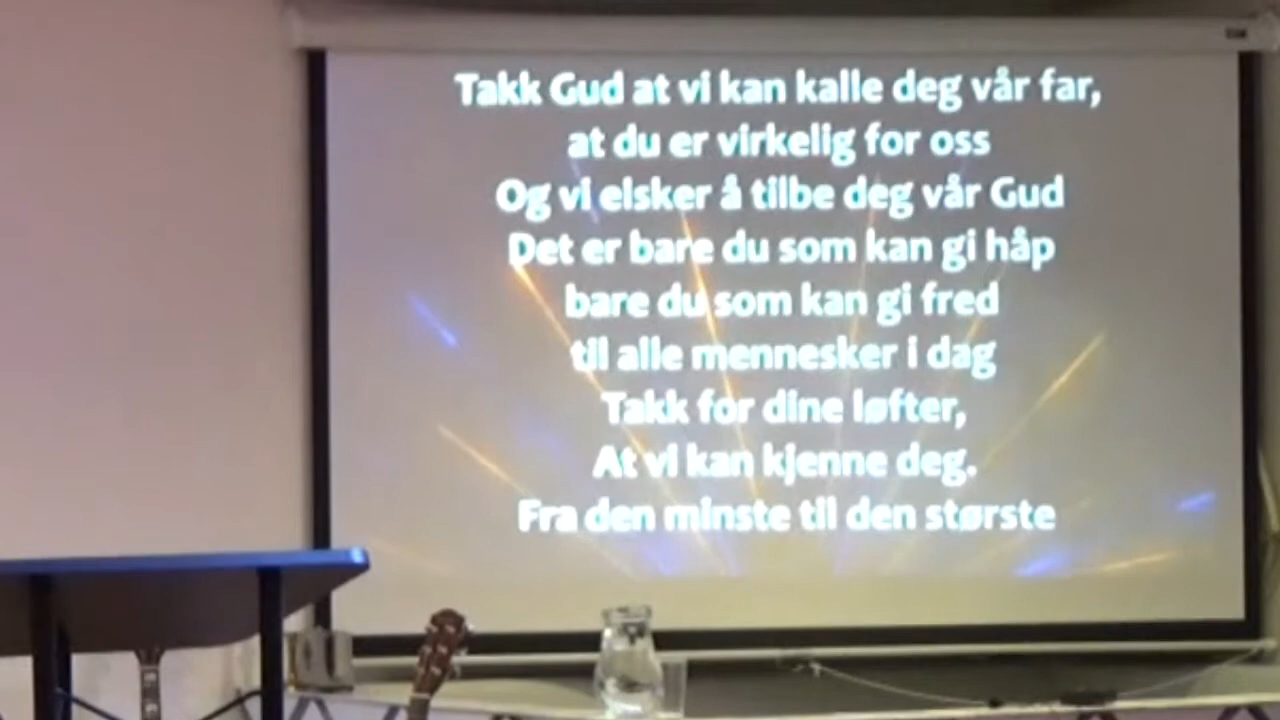 Takk Gud at vi kan kalle deg vår far,
at du er virkelig for oss
Og vi elsker å tilbe deg vår Gud
Det er bare du som kan gi håp
bare du som kan gi fred
til alle mennesker i dag
Takk for dine løfter,
At vi kan kjenne deg.
Fra den minste til den største